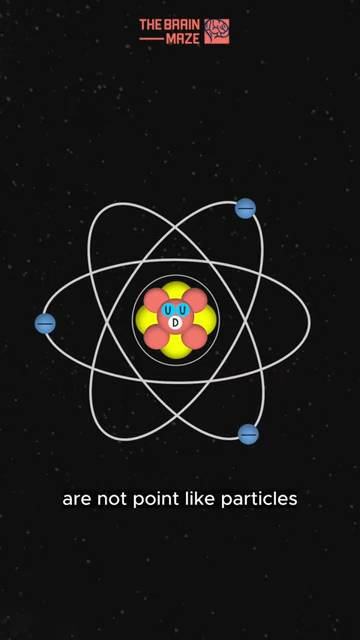 THE BRAIN
MAZE
U U
D
are not point like particles